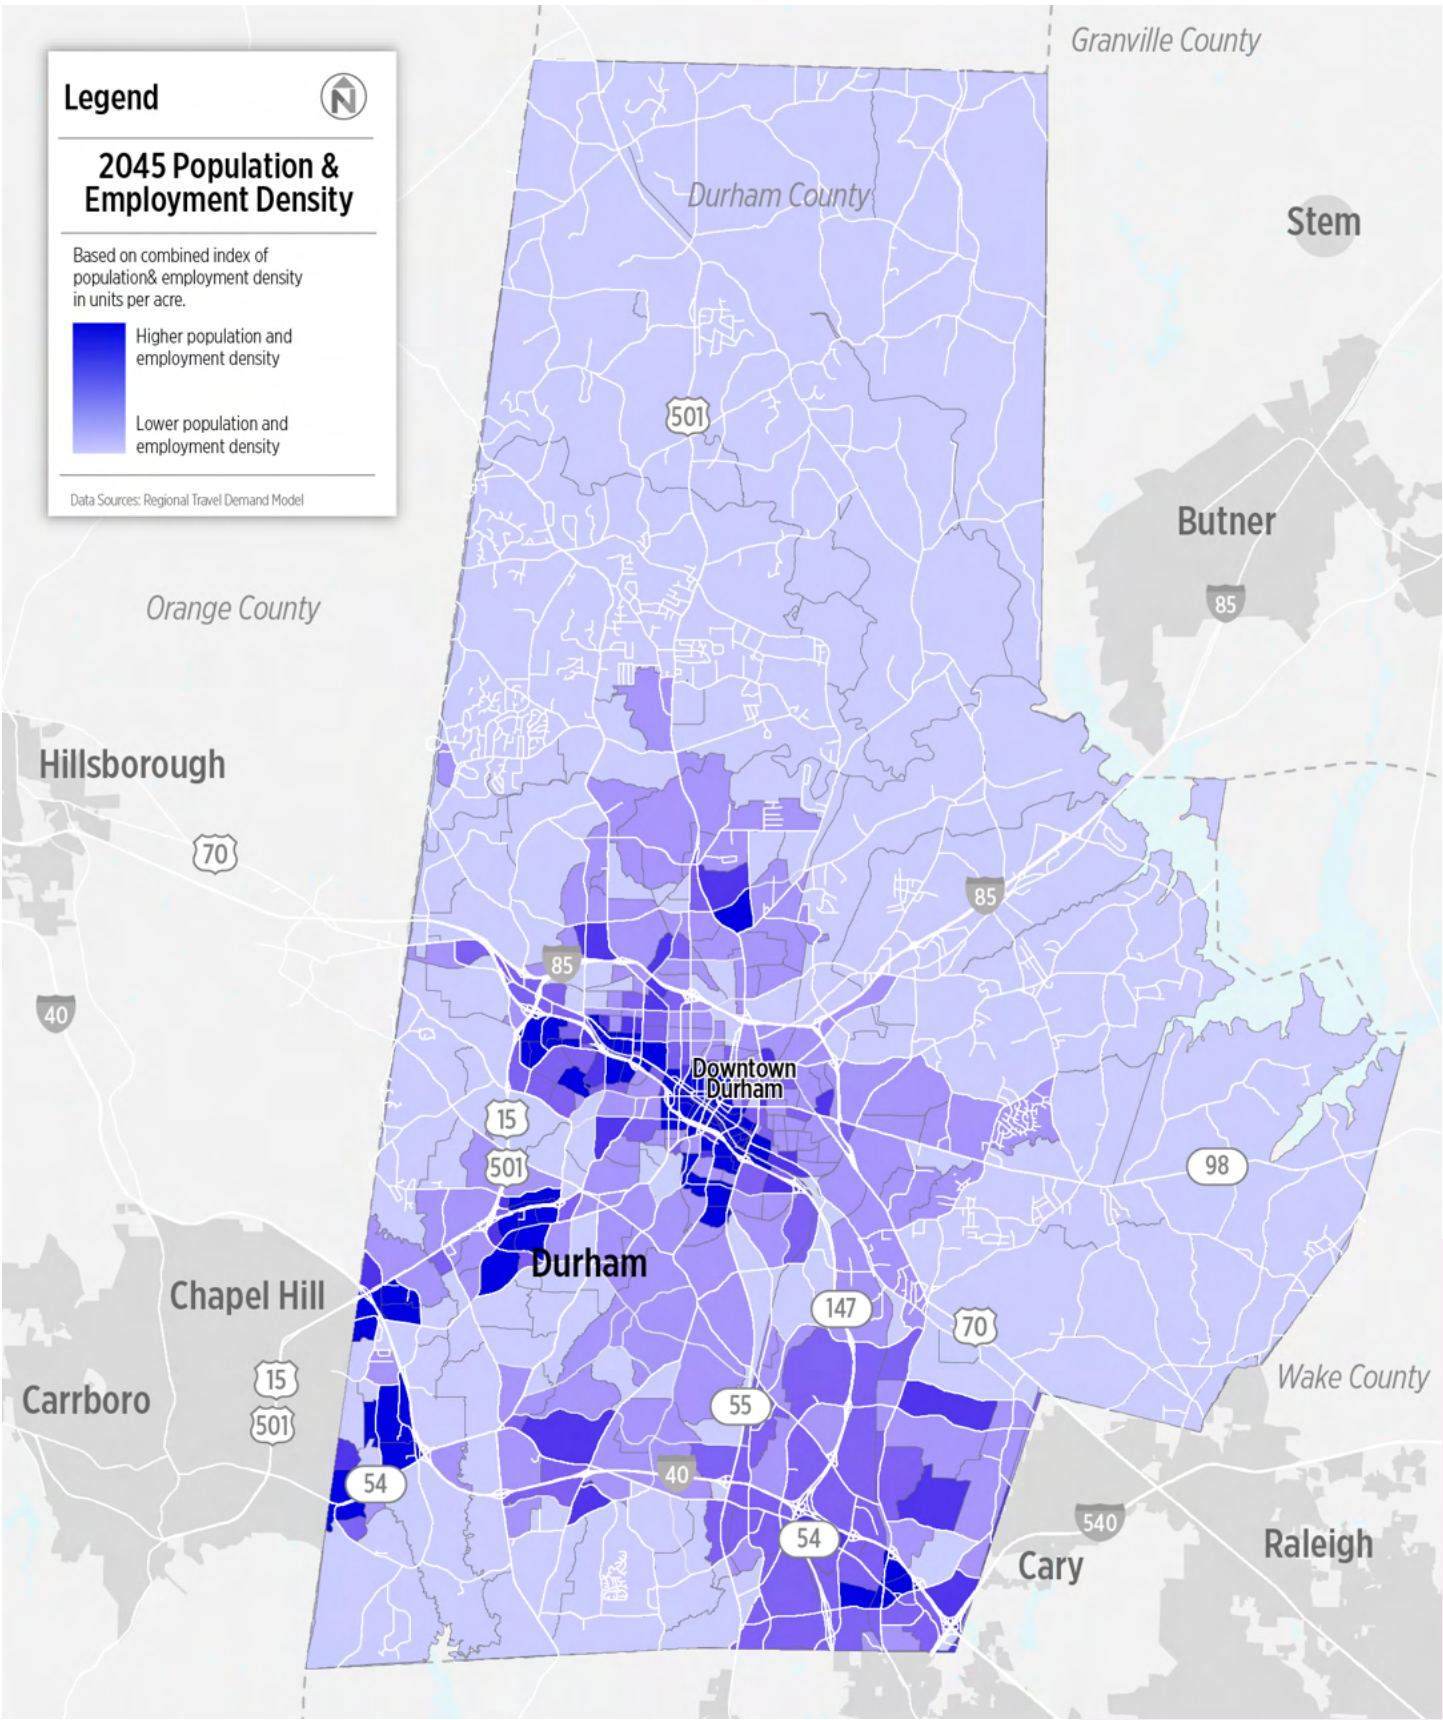 Legend
N
2045 Population &
Employment Density
Based on combined index of
population& employment density
in units per acre.
Higher population and
employment density
Lower population and
employment density
Data Sources: Regional Travel Demand Model
Granville County
Durham County
Stem
501
Butner
85
Orange County
Hillsborough
70
85
85
40
Downtown
Durham
15
501
98
Durham
Chapel Hill
147
70
15
Wake County
Carrboro
501
55
40
54
540
54
Raleigh
Cary